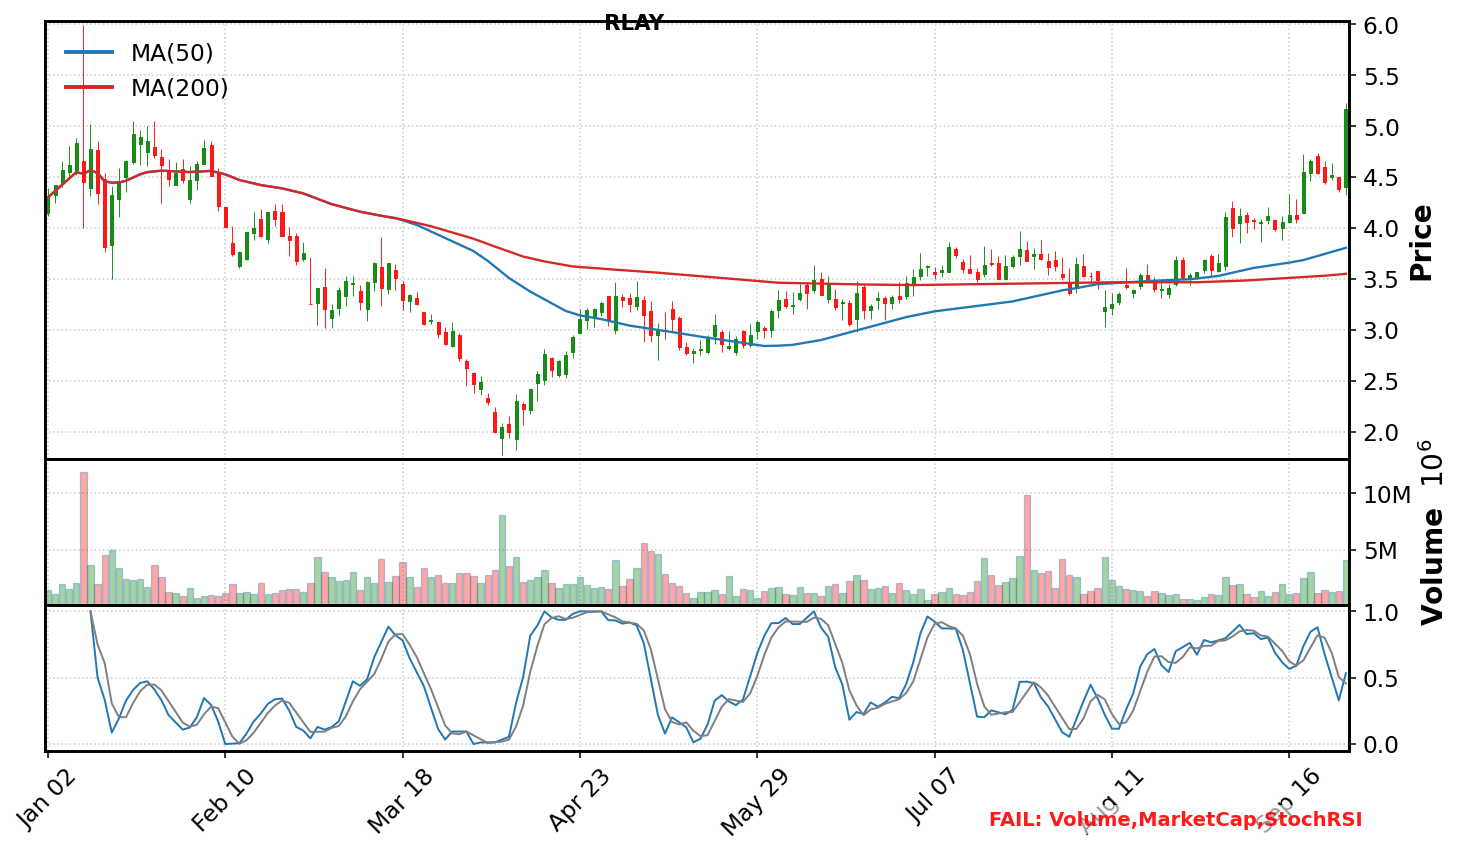 RLAY
MA(50)
MA(200)
6.0
5.5
5.0
4.5
4.0
3.5
3.0
2.5
2.0
Price
10M
5M
Volume 10^6
1.0
0.5
0.0
Jan 02
Feb 10
Mar 18
Apr 23
May 29
Jul 07
Aug 11
Sep 16
FAIL: Volume,MarketCap,StochRSI